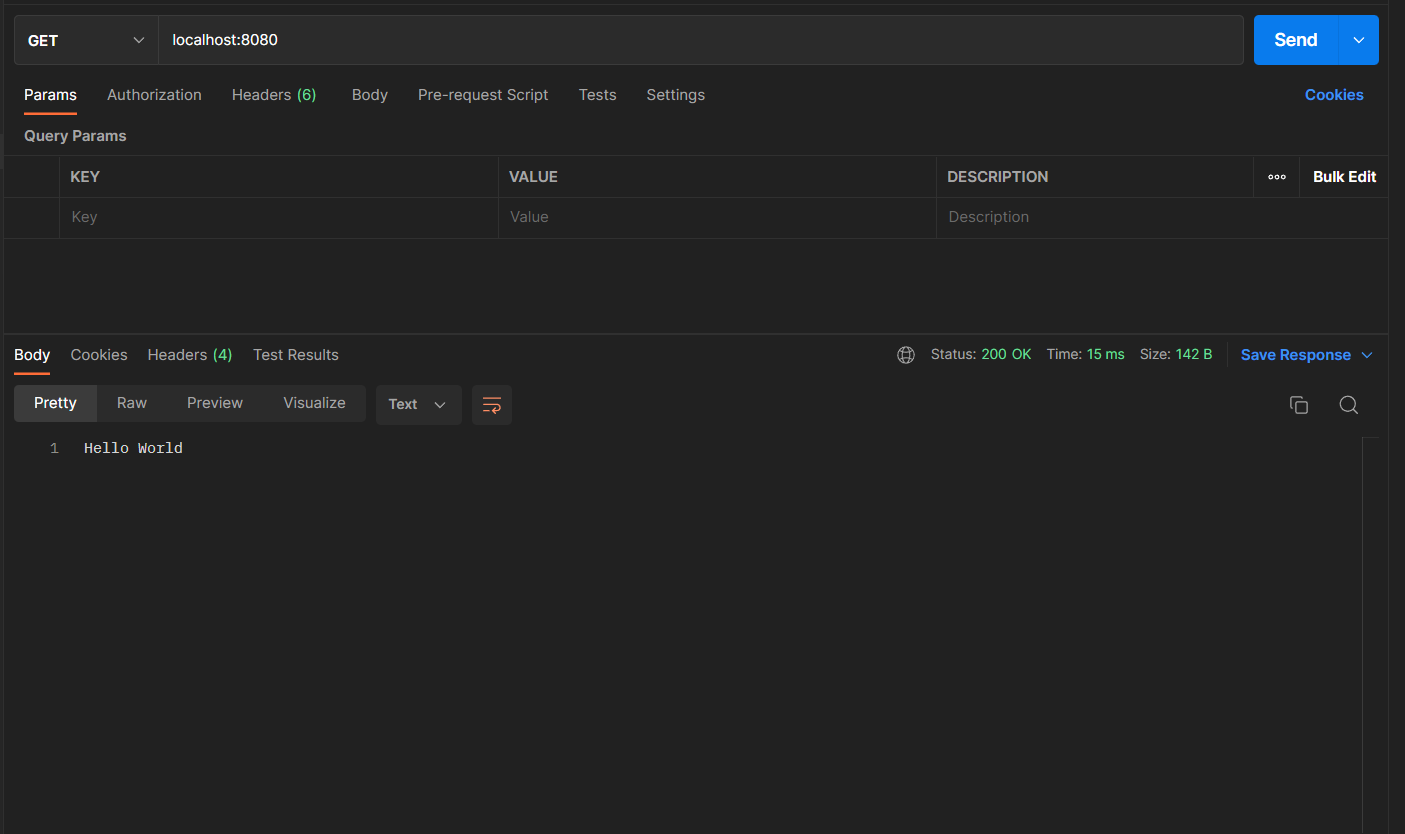 GET localhost:8080 Send
Params Authorization Headers (6) Body Pre-request Script Tests Settings Cookies
Query Params
KEY VALUE DESCRIPTION Bulk Edit
Key Value Description
Body Cookies Headers (4) Test Results Status: 200 OK Time: 15 ms Size: 142 B Save Response
Pretty Raw Preview Visualize Text
1 Hello World